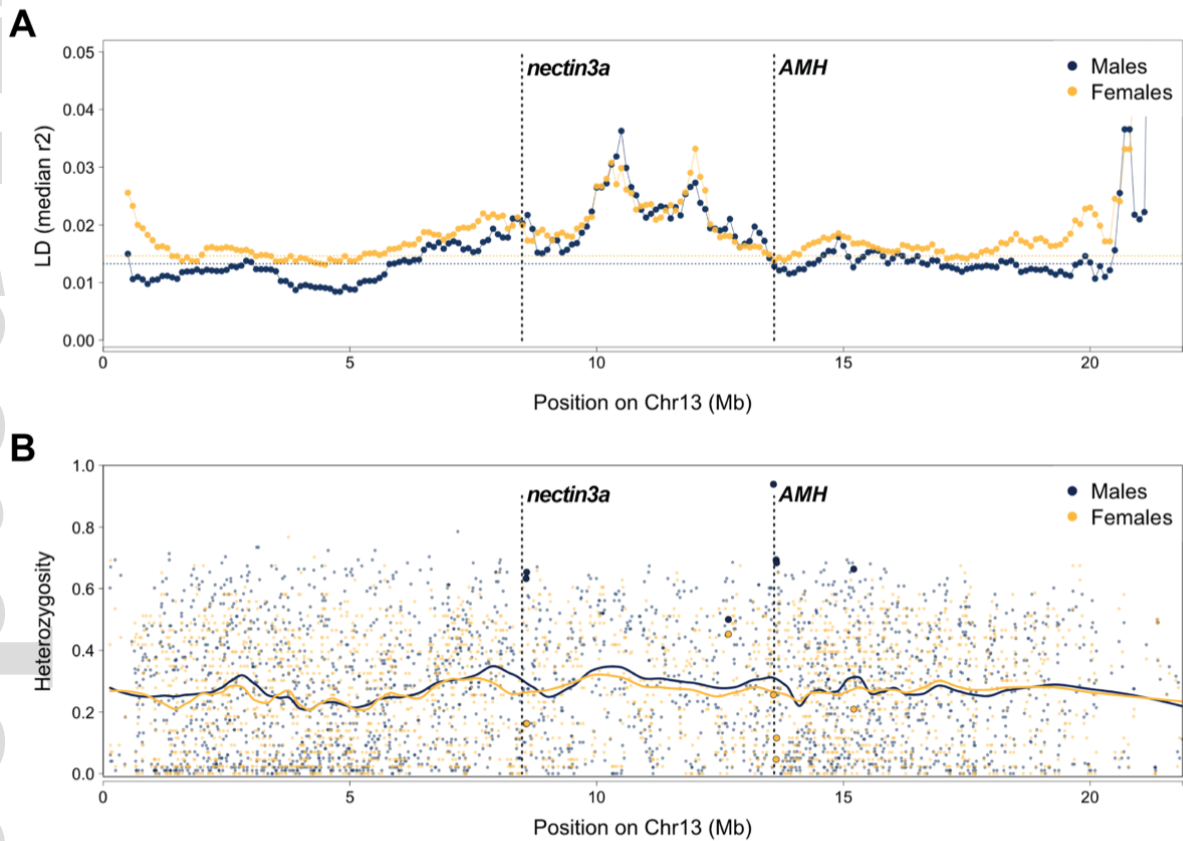 A
LD (median r2)
0.05
0.04
0.03
0.02
0.01
0.00
nectin3a
AMH
Males
Females
0
5
10
15
20
Position on Chr13 (Mb)
B
Heterozygosity
1.0
0.8
0.6
0.4
0.2
0.0
nectin3a
AMH
Males
Females
0
5
10
15
20
Position on Chr13 (Mb)